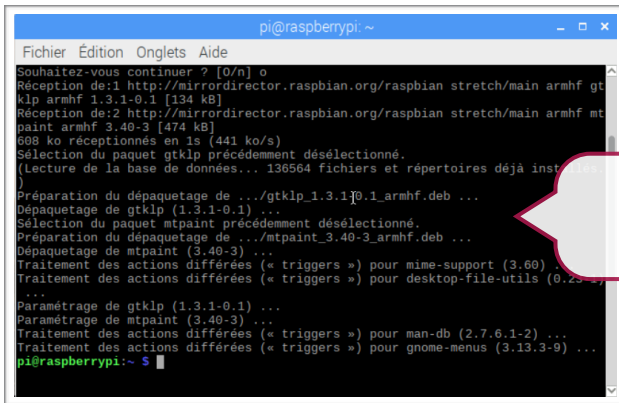 pi@raspberrypi: ~
Fichier Édition Onglets Aide
Souhaitez-vous continuer ? [O/n] o
Réception de:1 http://mirrordirector.raspbian.org/raspbian stretch/main armhf gt
klp armhf 1.3.1-0.1 [134 kB]
Réception de:2 http://mirrordirector.raspbian.org/raspbian stretch/main armhf mt
paint armhf 3.40-3 [474 kB]
608 ko réceptionnés en 1s (441 ko/s)
Sélection du paquet gtklp précédemment désélectionné.
(Lecture de la base de données... 136564 fichiers et répertoires déjà installés.
)
Préparation du dépaquetage de .../gtklp_1.3.1-0.1_armhf.deb ...
Dépaquetage de gtklp (1.3.1-0.1) ...
Sélection du paquet mtpaint précédemment désélectionné.
Préparation du dépaquetage de .../mtpaint_3.40-3_armhf.deb ...
Dépaquetage de mtpaint (3.40-3) ...
Traitement des actions différées (« triggers ») pour mime-support (3.60) ...
Traitement des actions différées (« triggers ») pour desktop-file-utils (0.23-1)
...
Paramétrage de gtklp (1.3.1-0.1) ...
Paramétrage de mtpaint (3.40-3) ...
Traitement des actions différées (« triggers ») pour man-db (2.7.6.1-2) ...
Traitement des actions différées (« triggers ») pour gnome-menus (3.13.3-9) ...
pi@raspberrypi:~ $